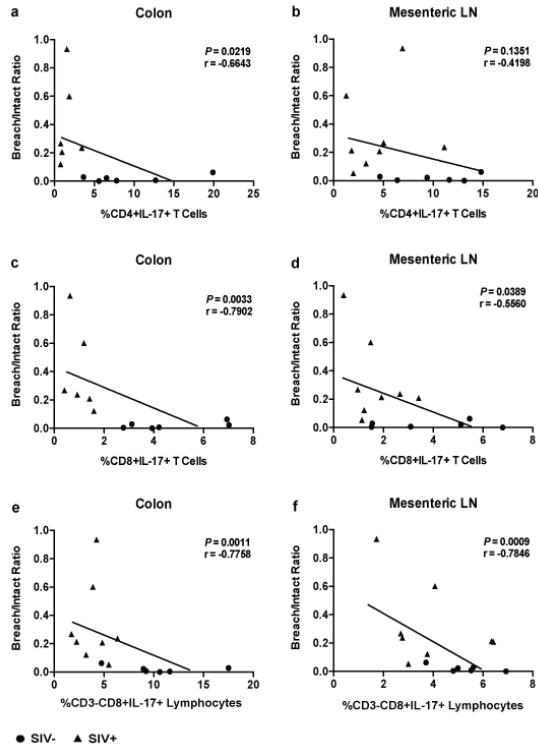 a
Colon
P = 0.0219
r = -0.6643
Breach/Intact Ratio
1.0
0.8
0.6
0.4
0.2
0.0
0 5 10 15 20 25
%CD4+IL-17+ T Cells
b
Mesenteric LN
P = 0.1351
r = -0.4198
Breach/Intact Ratio
1.0
0.8
0.6
0.4
0.2
0.0
0 5 10 15
%CD4+IL-17+ T Cells
c
Colon
P = 0.0033
r = -0.7902
Breach/Intact Ratio
1.0
0.8
0.6
0.4
0.2
0.0
0 2 4 6 8
%CD8+IL-17+ T Cells
d
Mesenteric LN
P = 0.0389
r = -0.5560
Breach/Intact Ratio
1.0
0.8
0.6
0.4
0.2
0.0
0 2 4 6 8
%CD8+IL-17+ T Cells
e
Colon
P = 0.0011
r = -0.7758
Breach/Intact Ratio
1.0
0.8
0.6
0.4
0.2
0.0
0 5 10 15 20
%CD3-CD8+IL-17+ Lymphocytes
f
Mesenteric LN
P = 0.0009
r = -0.7846
Breach/Intact Ratio
1.0
0.8
0.6
0.4
0.2
0.0
0 2 4 6 8
%CD3-CD8+IL-17+ Lymphocytes
SIV- SIV+